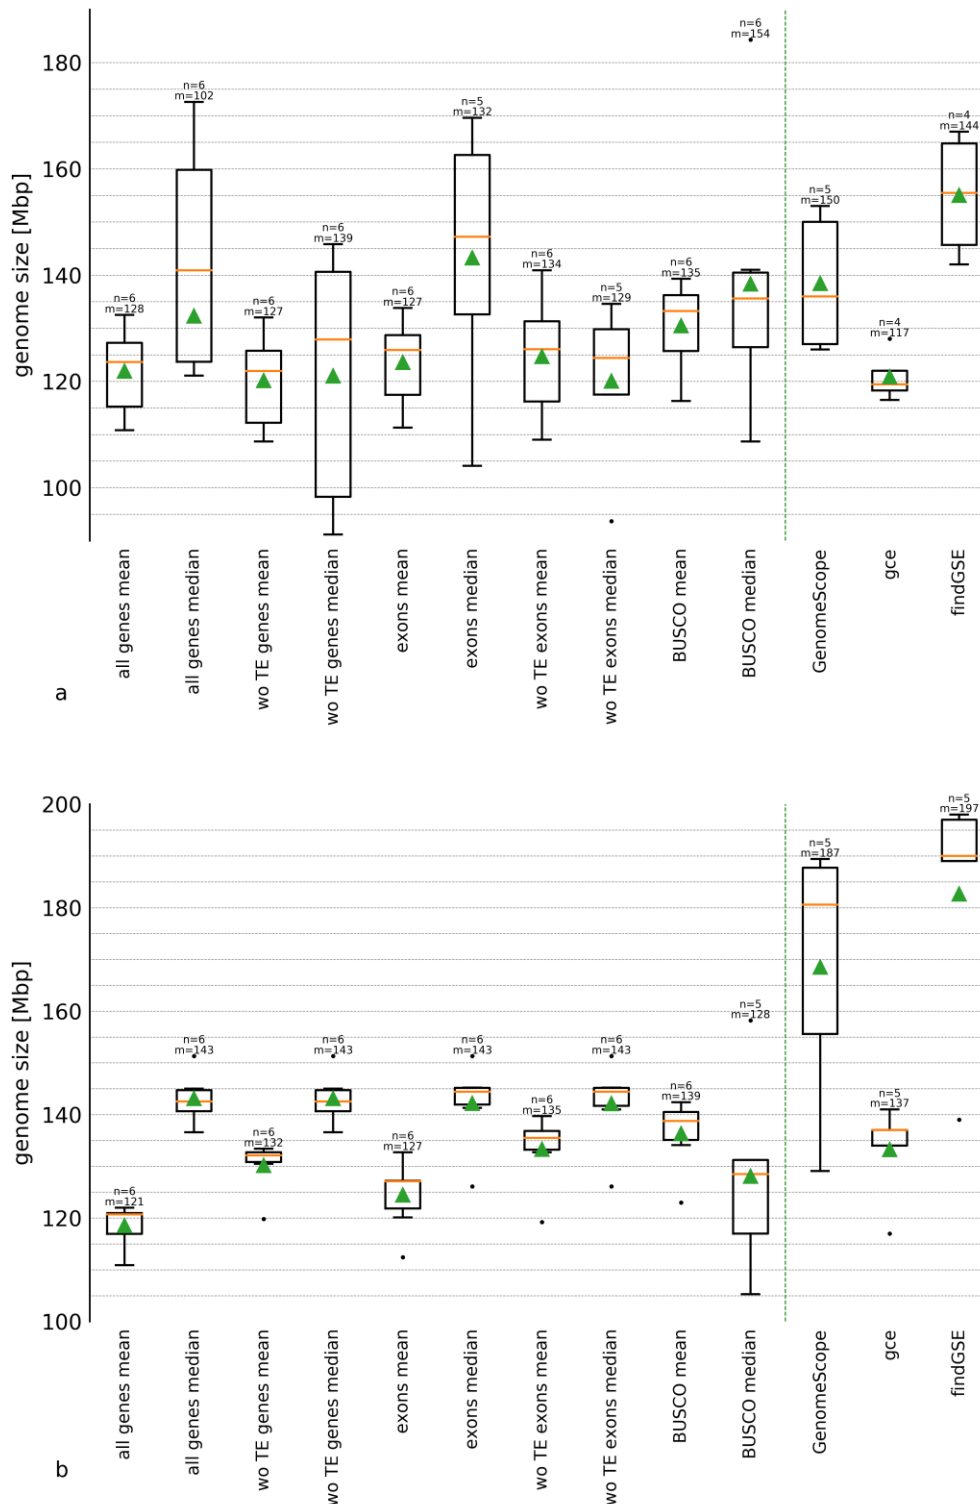 genome size [Mbp]
180
160
140
120
100
n=6
m=128
n=6
m=102
n=6
m=127
n=6
m=139
n=6
m=127
n=5
m=132
n=6
m=134
n=5
m=129
n=6
m=135
n=6
m=154
n=5
m=150
n=4
m=117
n=4
m=144
all genes mean
all genes median
wo TE genes mean
wo TE genes median
exons mean
exons median
wo TE exons mean
wo TE exons median
BUSCO mean
BUSCO median
GenomeScope
gce
findGSE
a
genome size [Mbp]
200
180
160
140
120
100
n=6
m=121
n=6
m=143
n=6
m=132
n=6
m=143
n=6
m=127
n=6
m=143
n=6
m=135
n=6
m=143
n=6
m=139
n=5
m=128
n=5
m=187
n=5
m=137
n=5
m=197
all genes mean
all genes median
wo TE genes mean
wo TE genes median
exons mean
exons median
wo TE exons mean
wo TE exons median
BUSCO mean
BUSCO median
GenomeScope
gce
findGSE
b